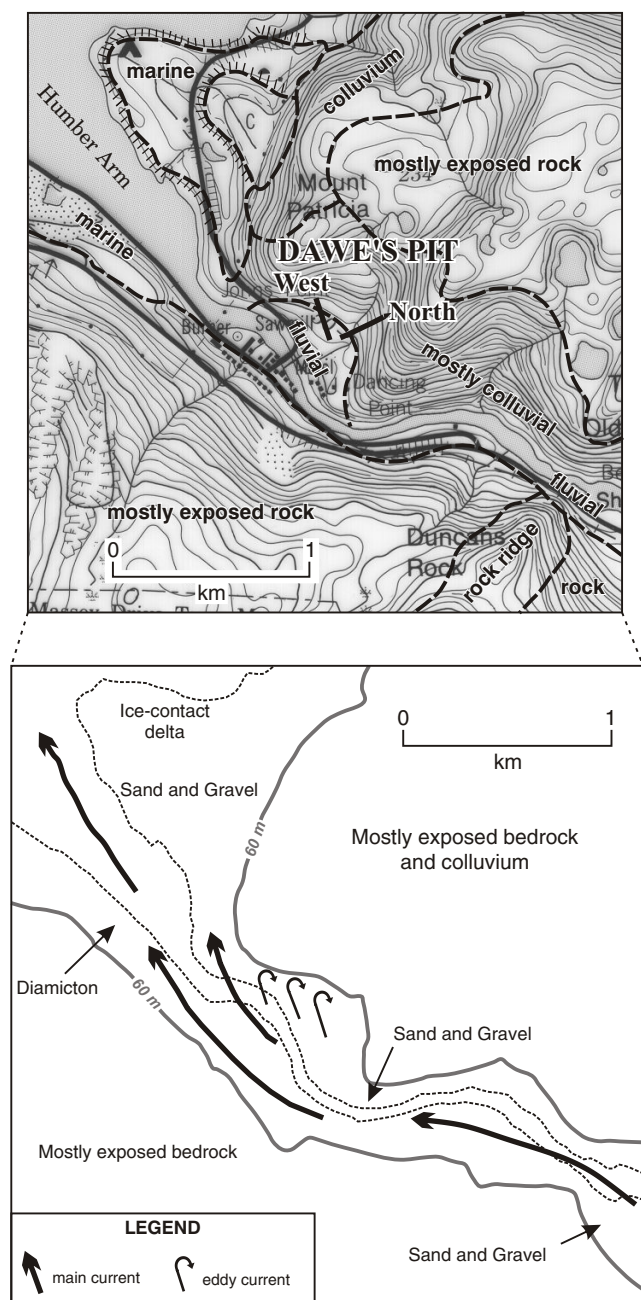 marine
colluvium
Humber Arm
C
mostly exposed rock
234
Mount
Patricia
marine
DAWE'S PIT
West
North
Burner
Sawmill
fluvial
Dancing
Point
mostly colluvial
Old
fluvial
mostly exposed rock
0 1
km
Duncans
Rock
rock ridge
rock
Ice-contact
delta
0 1
km
Sand and Gravel
60 m
Mostly exposed bedrock
and colluvium
Diamicton
60 m
Sand and Gravel
Mostly exposed bedrock
LEGEND
main current
eddy current
Sand and Gravel